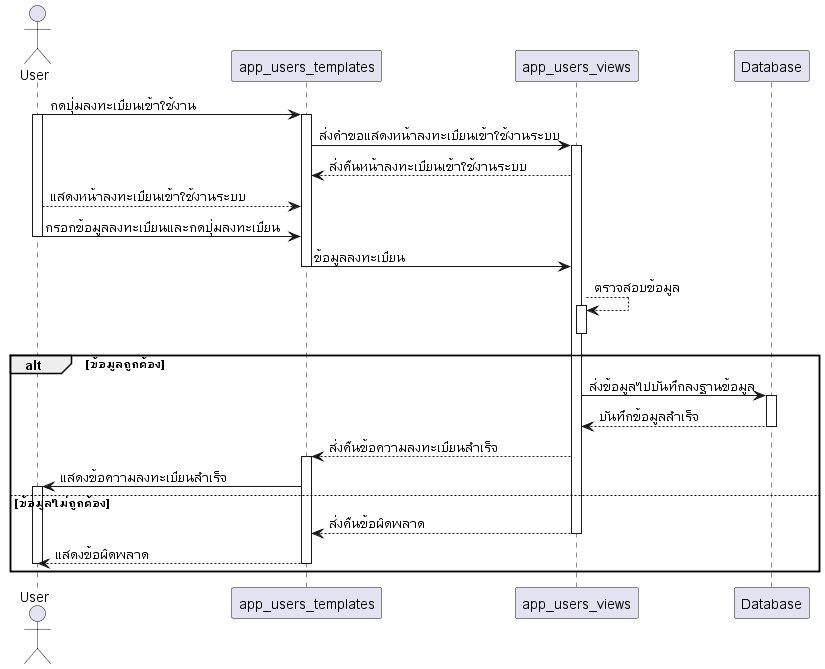 User
app_users_templates
app_users_views
Database
กดปุ่มลงทะเบียนเข้าใช้งาน
ส่งคำขอแสดงหน้าลงทะเบียนเข้าใช้งานระบบ
ส่งคืนหน้าลงทะเบียนเข้าใช้งานระบบ
แสดงหน้าลงทะเบียนเข้าใช้งานระบบ
กรอกข้อมูลลงทะเบียนและกดปุ่มลงทะเบียน
ข้อมูลลงทะเบียน
ตรวจสอบข้อมูล
alt
[ข้อมูลถูกต้อง]
ส่งข้อมูลไปบันทึกลงฐานข้อมูล
บันทึกข้อมูลสำเร็จ
ส่งคืนข้อความลงทะเบียนสำเร็จ
แสดงข้อความลงทะเบียนสำเร็จ
[ข้อมูลไม่ถูกต้อง]
ส่งคืนข้อผิดพลาด
แสดงข้อผิดพลาด
User
app_users_templates
app_users_views
Database